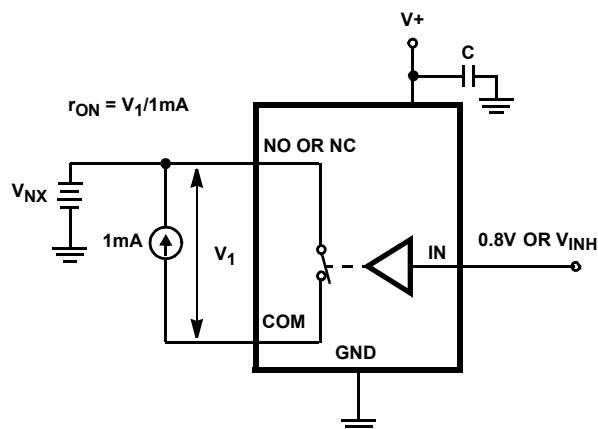 V+
C
rON = V1/1mA
NO OR NC
VNX
1mA
V1
IN
0.8V OR VINH
COM
GND